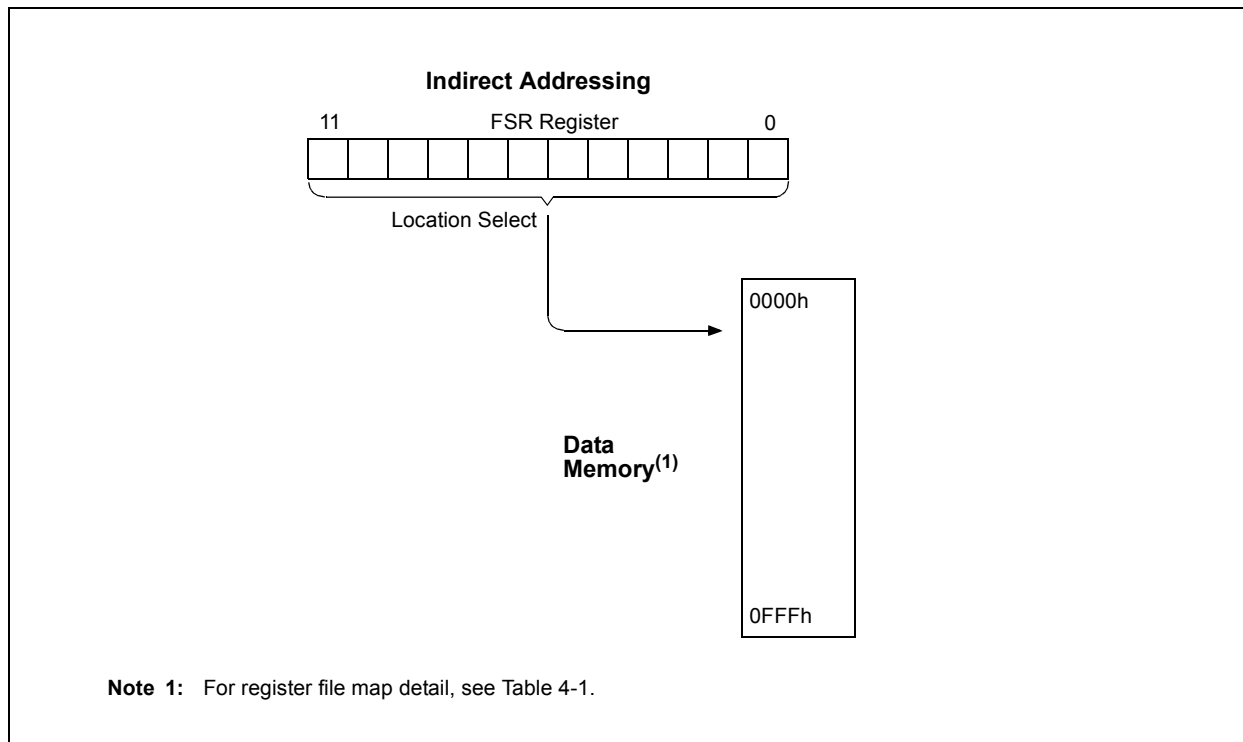 Indirect Addressing
11 FSR Register 0
Location Select
0000h
Data
Memory(1)
0FFFh
Note 1: For register file map detail, see Table 4-1.